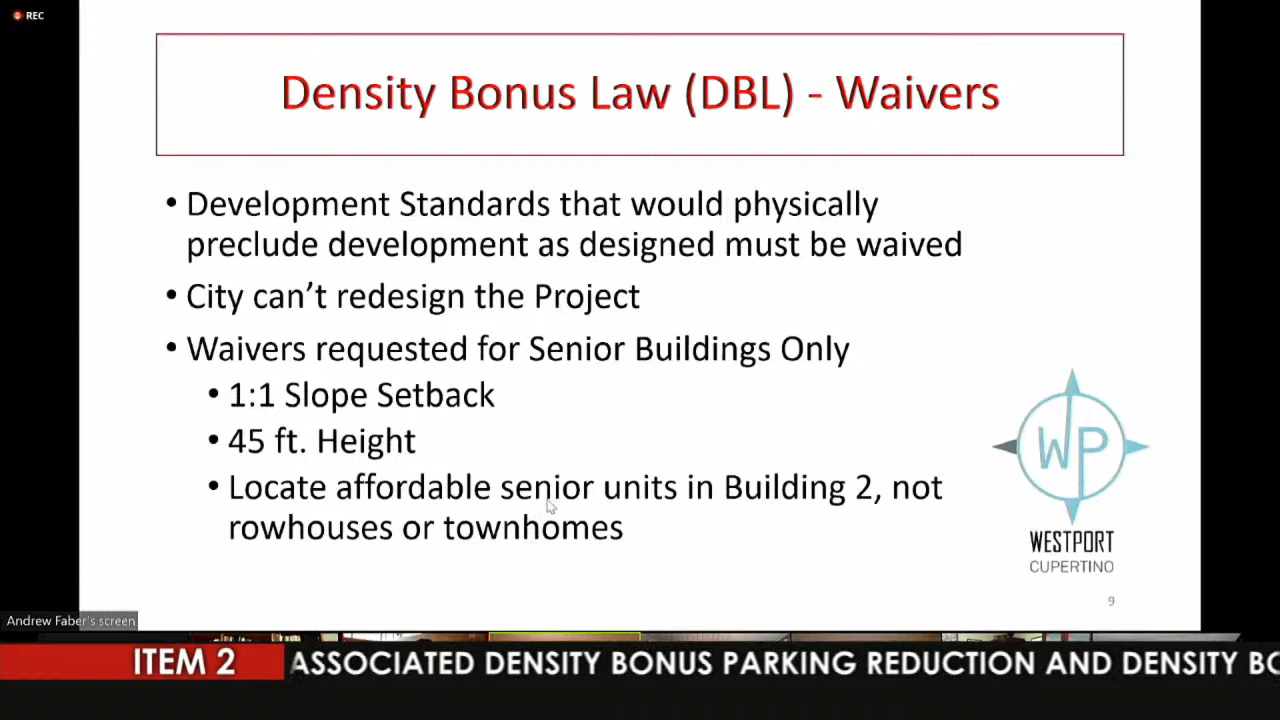 REC
Density Bonus Law (DBL) - Waivers
• Development Standards that would physically
preclude development as designed must be waived
• City can't redesign the Project
• Waivers requested for Senior Buildings Only
• 1:1 Slope Setback
• 45 ft. Height
• Locate affordable senior units in Building 2, not
rowhouses or townhomes
WP
WESTPORT
CUPERTINO
9
Andrew Faber's screen
ITEM 2
ASSOCIATED DENSITY BONUS PARKING REDUCTION AND DENSITY BO